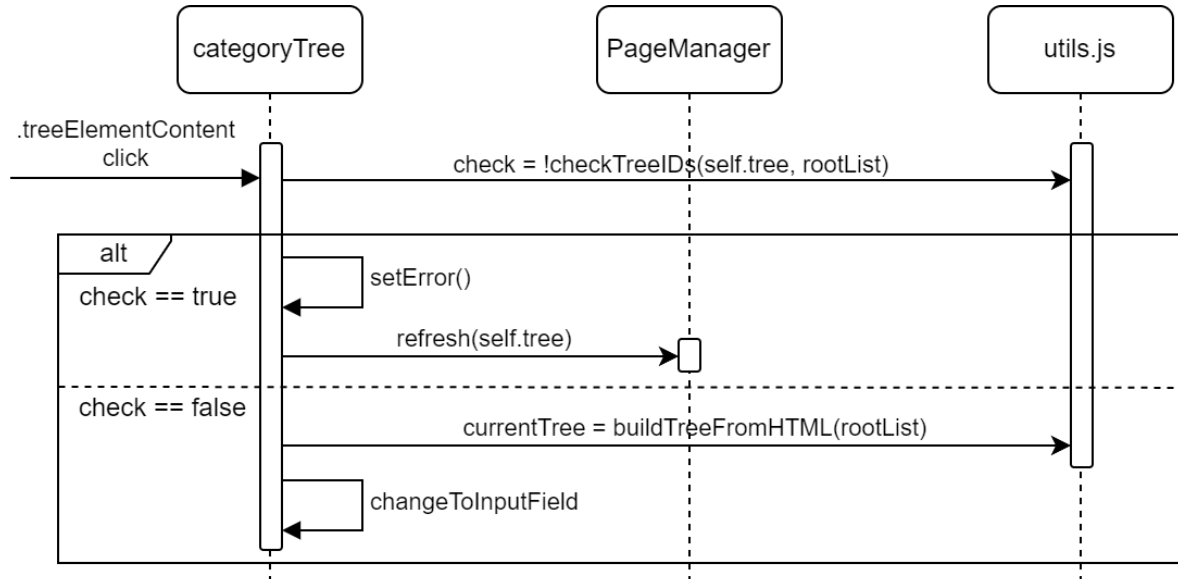 categoryTree
PageManager
utils.js
.treeElementContent
click
check = !checkTreeIDs(self.tree, rootList)
alt
setError()
check == true
refresh(self.tree)
check == false
currentTree = buildTreeFromHTML(rootList)
changeToInputField